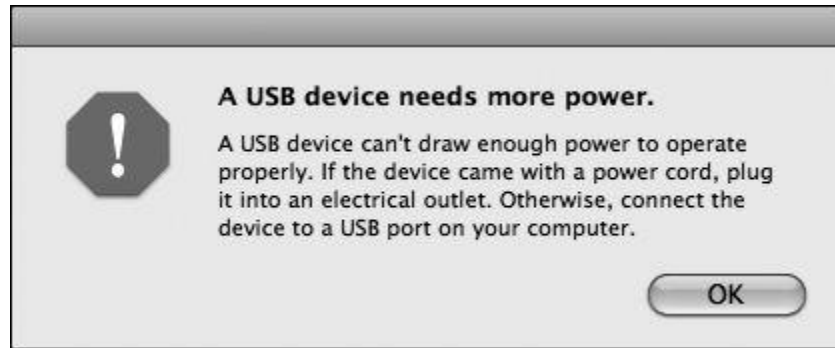 A USB device needs more power.
A USB device can't draw enough power to operate
properly. If the device came with a power cord, plug
it into an electrical outlet. Otherwise, connect the
device to a USB port on your computer.
OK